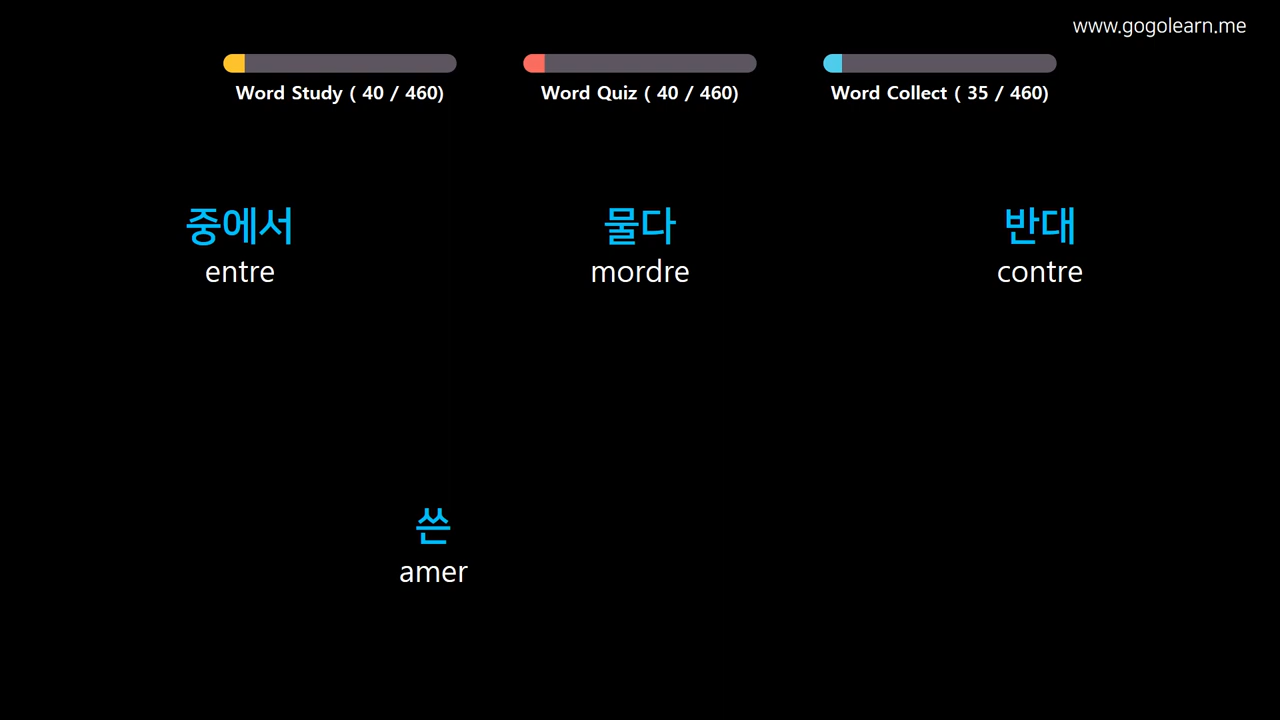 www.gogolearn.me
Word Study ( 40 / 460)
Word Quiz ( 40 / 460)
Word Collect ( 35 / 460)
중에서
entre
물다
mordre
반대
contre
쓴
amer